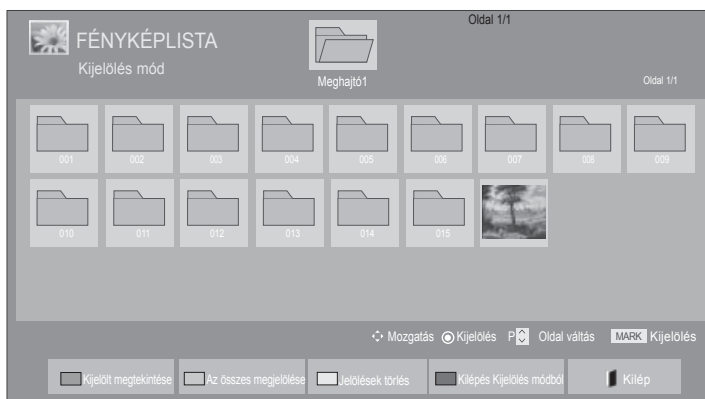 Oldal 1/1
FÉNYKÉPLISTA
Kijelölés mód
Meghajtó1
Oldal 1/1
001 002 003 004 005 006 007 008 009
010 011 012 013 014 015
Mozgatás Kijelölés P Oldal váltás MARK Kijelölés
Kijelölt megtekintése Az összes megjelölése Jelölések törlés Kilépés Kijelölés módból Kilép